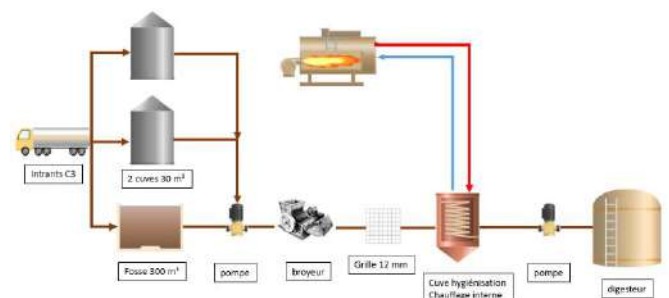 Intrants C3
2 cuves 30 m³
Fosse 300 m³
pompe
broyeur
Grille 12 mm
Cuve hygiénisation
Chauffage interne
pompe
digesteur